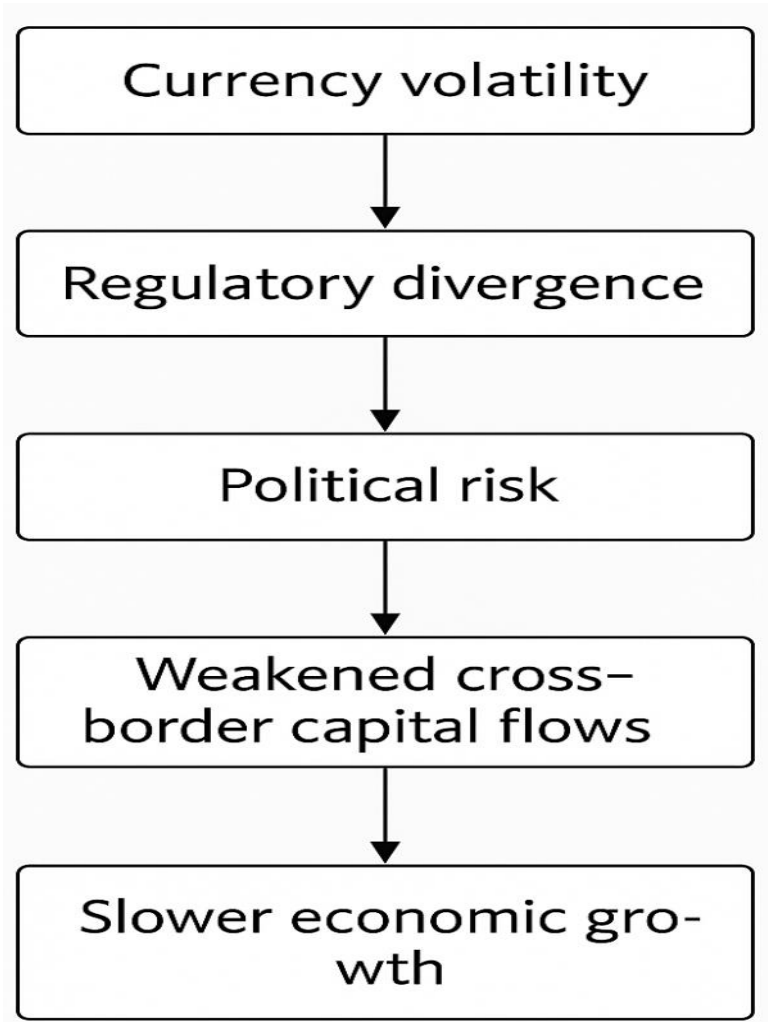 Currency volatility
Regulatory divergence
Political risk
Weakened cross–
border capital flows
Slower economic gro-
wth